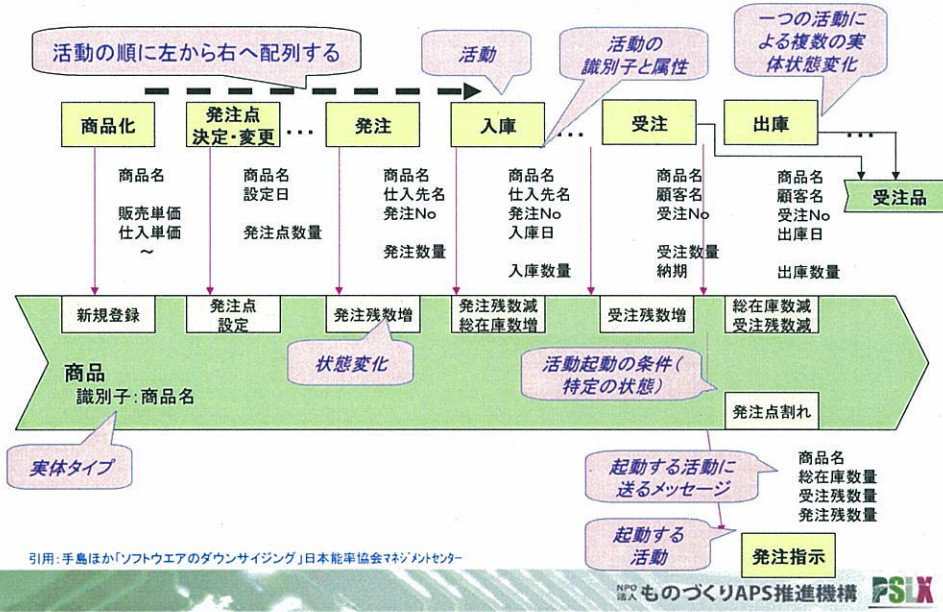 活動の順に左から右へ配列する
活動
活動の
識別子と属性
一つの活動に
よる複数の実
体状態変化
商品化
発注点
決定・変更
…
発注
入庫
…
受注
出庫
…
受注品
商品名
販売単価
仕入単価
～
商品名
設定日
発注点数量
商品名
仕入先名
発注No
発注数量
商品名
仕入先名
発注No
入庫日
入庫数量
商品名
顧客名
受注No
受注数量
納期
商品名
顧客名
受注No
出庫日
出庫数量
新規登録
発注点
設定
発注残数増
発注残数減
総在庫数増
受注残数増
総在庫数減
受注残数減
状態変化
活動起動の条件(
特定の状態)
商品
識別子:商品名
発注点割れ
実体タイプ
起動する活動に
送るメッセージ
商品名
総在庫数量
受注残数量
発注残数量
起動する
活動
発注指示
引用:手島ほか「ソフトウエアのダウンサイジング」日本能率協会マネジメントセンター
NPO法人 ものづくりAPS推進機構 PSLX